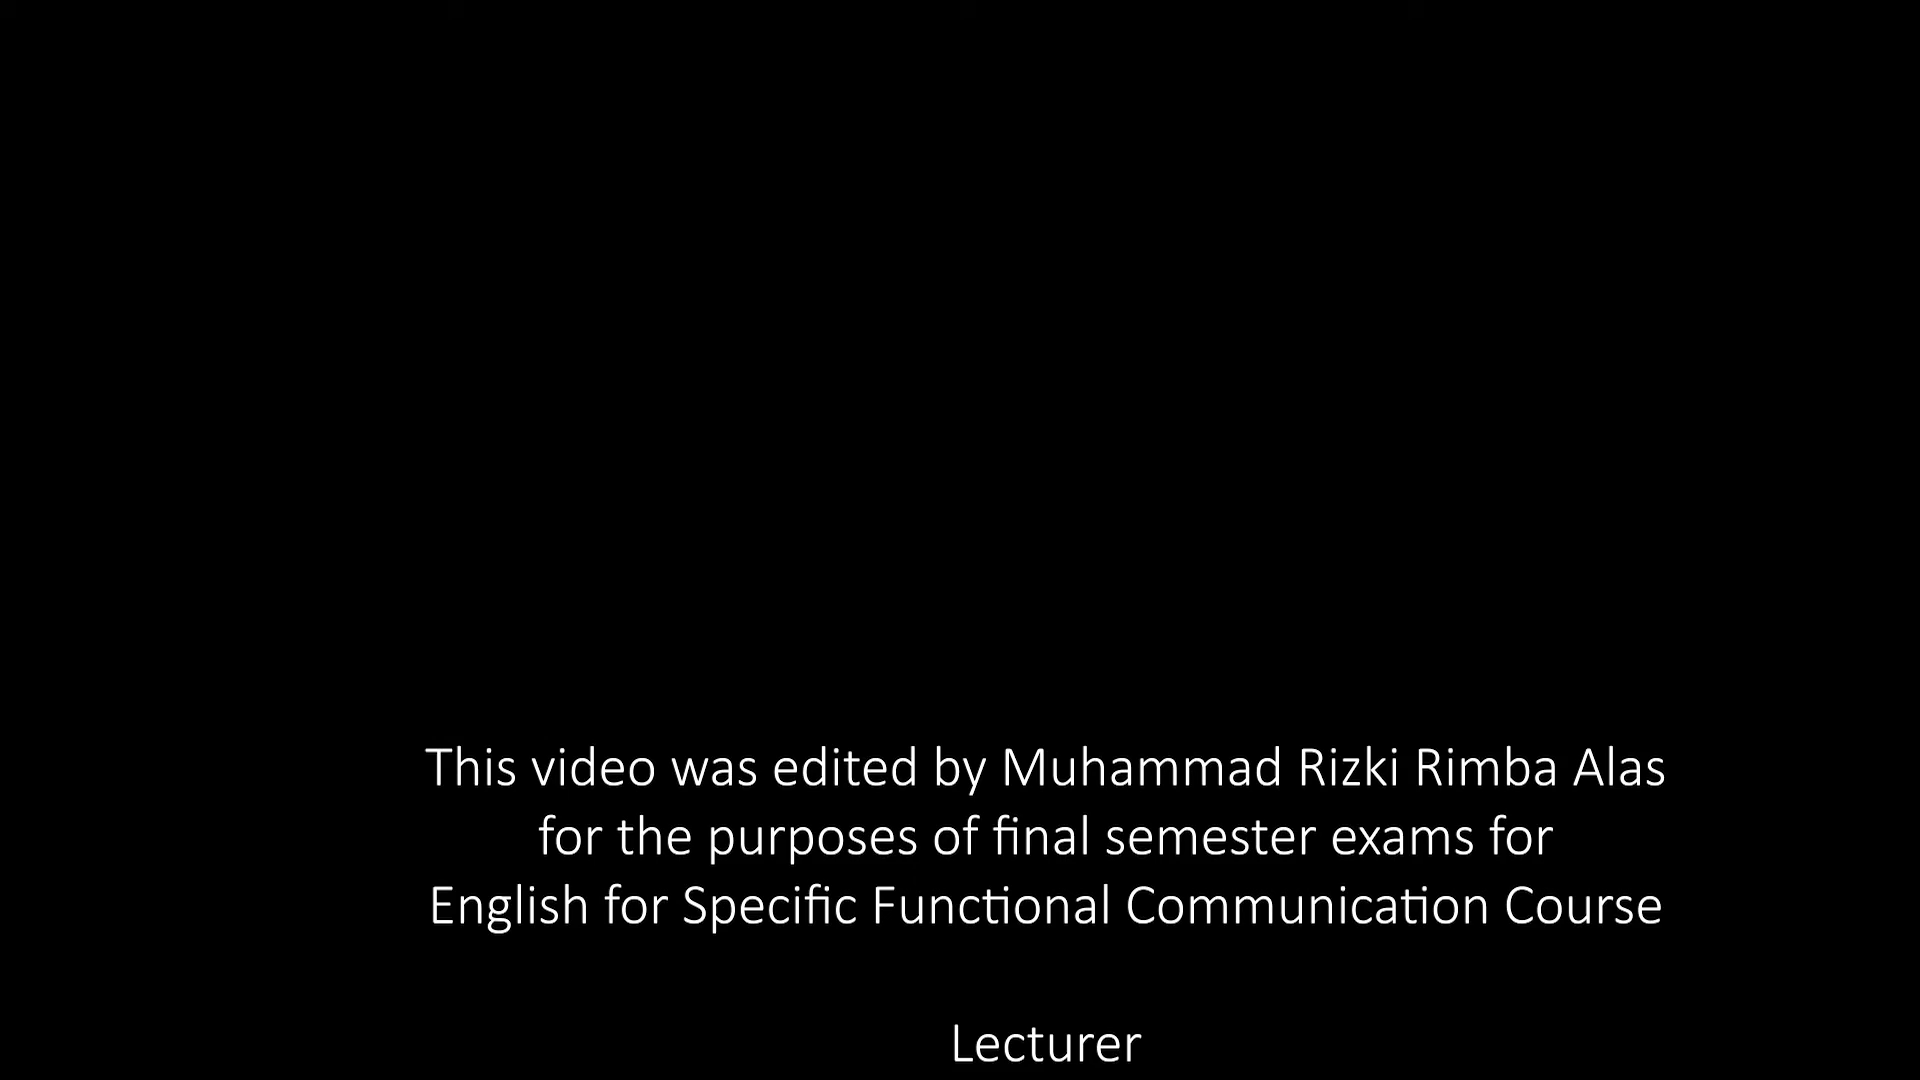 This video was edited by Muhammad Rizki Rimba Alas
for the purposes of final semester exams for
English for Specific Functional Communication Course
Lecturer